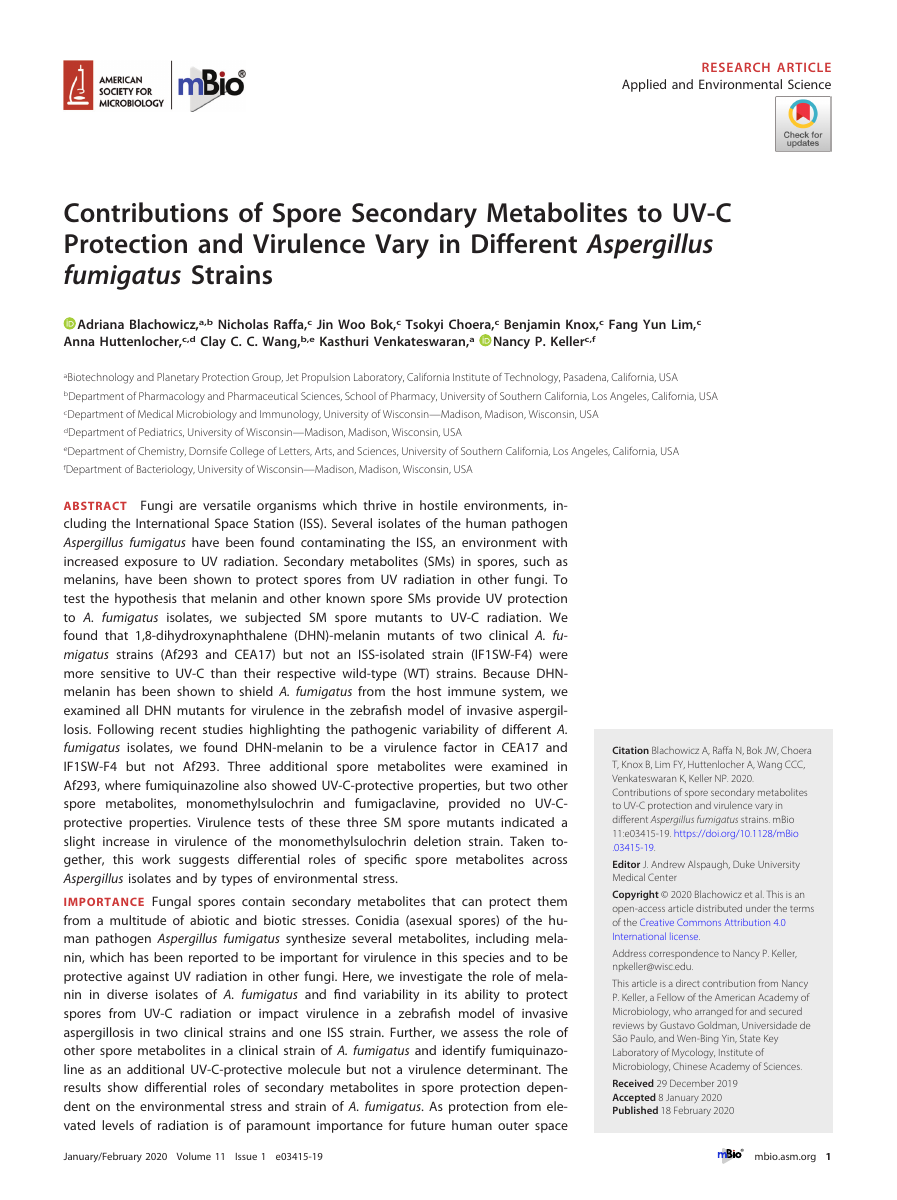 AMERICAN
SOCIETY FOR
MICROBIOLOGY
mBio®
RESEARCH ARTICLE
Applied and Environmental Science
Check for
updates
Contributions of Spore Secondary Metabolites to UV-C
Protection and Virulence Vary in Different Aspergillus
fumigatus Strains
iD Adriana Blachowicz,a,b Nicholas Raffa,c Jin Woo Bok,c Tsokyi Choera,c Benjamin Knox,c Fang Yun Lim,c
Anna Huttenlocher,c,d Clay C. C. Wang,b,e Kasthuri Venkateswaran,a iD Nancy P. Kellerc,f
aBiotechnology and Planetary Protection Group, Jet Propulsion Laboratory, California Institute of Technology, Pasadena, California, USA
bDepartment of Pharmacology and Pharmaceutical Sciences, School of Pharmacy, University of Southern California, Los Angeles, California, USA
cDepartment of Medical Microbiology and Immunology, University of Wisconsin—Madison, Madison, Wisconsin, USA
dDepartment of Pediatrics, University of Wisconsin—Madison, Madison, Wisconsin, USA
eDepartment of Chemistry, Dornsife College of Letters, Arts, and Sciences, University of Southern California, Los Angeles, California, USA
fDepartment of Bacteriology, University of Wisconsin—Madison, Madison, Wisconsin, USA
ABSTRACT Fungi are versatile organisms which thrive in hostile environments, in-
cluding the International Space Station (ISS). Several isolates of the human pathogen
Aspergillus fumigatus have been found contaminating the ISS, an environment with
increased exposure to UV radiation. Secondary metabolites (SMs) in spores, such as
melanins, have been shown to protect spores from UV radiation in other fungi. To
test the hypothesis that melanin and other known spore SMs provide UV protection
to A. fumigatus isolates, we subjected SM spore mutants to UV-C radiation. We
found that 1,8-dihydroxynaphthalene (DHN)-melanin mutants of two clinical A. fu-
migatus strains (Af293 and CEA17) but not an ISS-isolated strain (IF1SW-F4) were
more sensitive to UV-C than their respective wild-type (WT) strains. Because DHN-
melanin has been shown to shield A. fumigatus from the host immune system, we
examined all DHN mutants for virulence in the zebrafish model of invasive aspergil-
losis. Following recent studies highlighting the pathogenic variability of different A.
fumigatus isolates, we found DHN-melanin to be a virulence factor in CEA17 and
IF1SW-F4 but not Af293. Three additional spore metabolites were examined in
Af293, where fumiquinazoline also showed UV-C-protective properties, but two other
spore metabolites, monomethylsulochrin and fumigaclavine, provided no UV-C-
protective properties. Virulence tests of these three SM spore mutants indicated a
slight increase in virulence of the monomethylsulochrin deletion strain. Taken to-
gether, this work suggests differential roles of specific spore metabolites across
Aspergillus isolates and by types of environmental stress.
IMPORTANCE Fungal spores contain secondary metabolites that can protect them
from a multitude of abiotic and biotic stresses. Conidia (asexual spores) of the hu-
man pathogen Aspergillus fumigatus synthesize several metabolites, including mela-
nin, which has been reported to be important for virulence in this species and to be
protective against UV radiation in other fungi. Here, we investigate the role of mela-
nin in diverse isolates of A. fumigatus and find variability in its ability to protect
spores from UV-C radiation or impact virulence in a zebrafish model of invasive
aspergillosis in two clinical strains and one ISS strain. Further, we assess the role of
other spore metabolites in a clinical strain of A. fumigatus and identify fumiquinazo-
line as an additional UV-C-protective molecule but not a virulence determinant. The
results show differential roles of secondary metabolites in spore protection depen-
dent on the environmental stress and strain of A. fumigatus. As protection from ele-
vated levels of radiation is of paramount importance for future human outer space
Citation Blachowicz A, Raffa N, Bok JW, Choera
T, Knox B, Lim FY, Huttenlocher A, Wang CCC,
Venkateswaran K, Keller NP. 2020.
Contributions of spore secondary metabolites
to UV-C protection and virulence vary in
different Aspergillus fumigatus strains. mBio
11:e03415-19. https://doi.org/10.1128/mBio
.03415-19.
Editor J. Andrew Alspaugh, Duke University
Medical Center
Copyright © 2020 Blachowicz et al. This is an
open-access article distributed under the terms
of the Creative Commons Attribution 4.0
International license.
Address correspondence to Nancy P. Keller,
npkeller@wisc.edu.
This article is a direct contribution from Nancy
P. Keller, a Fellow of the American Academy of
Microbiology, who arranged for and secured
reviews by Gustavo Goldman, Universidade de
São Paulo, and Wen-Bing Yin, State Key
Laboratory of Mycology, Institute of
Microbiology, Chinese Academy of Sciences.
Received 29 December 2019
Accepted 8 January 2020
Published 18 February 2020
January/February 2020 Volume 11 Issue 1 e03415-19
mBio® mbio.asm.org 1